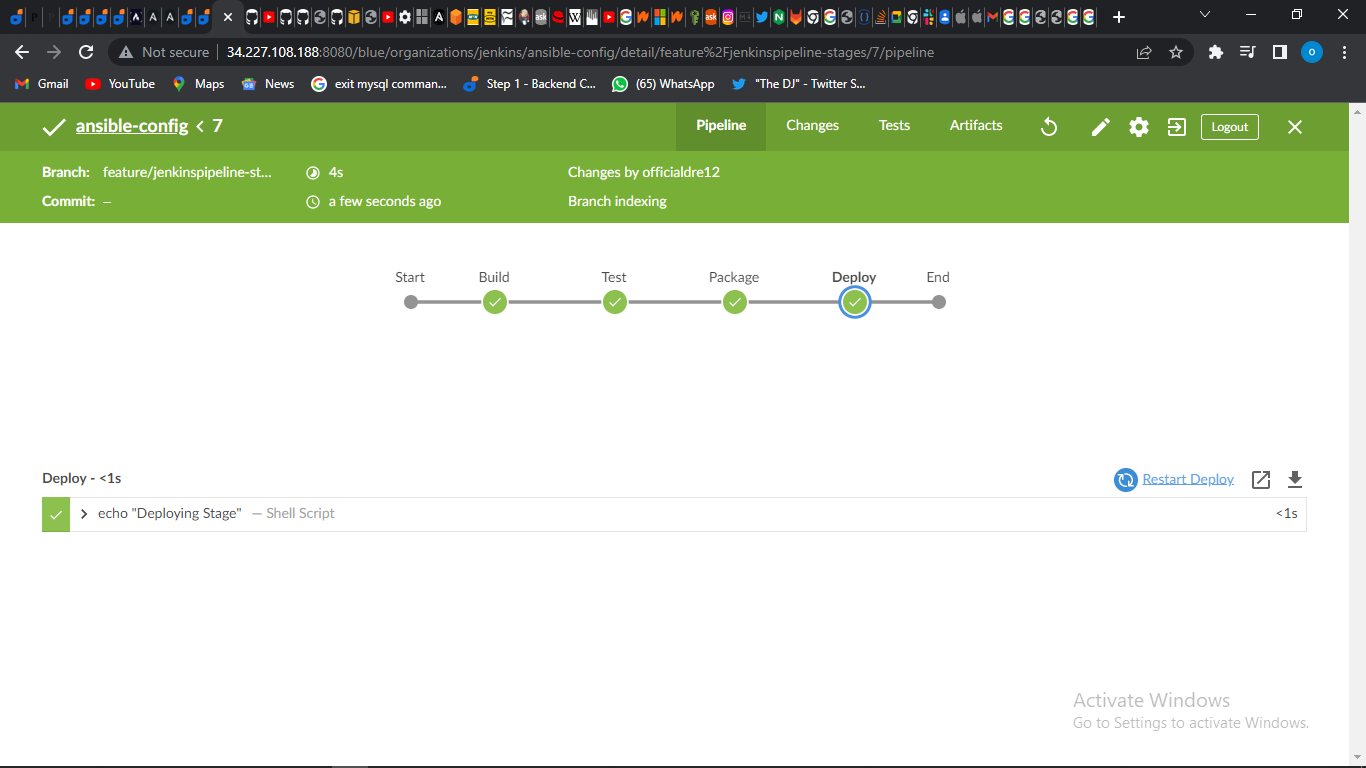 Not secure 34.227.108.188:8080/blue/organizations/jenkins/ansible-config/detail/feature%2Fjenkinspipeline-stages/7/pipeline
Gmail YouTube Maps News exit mysql comman... Step 1 - Backend C... (65) WhatsApp "The DJ" - Twitter S...
ansible-config < 7 Pipeline Changes Tests Artifacts Logout
Branch: feature/jenkinspipeline-st... 4s Changes by officialdre12
Commit: – a few seconds ago Branch indexing
Start Build Test Package Deploy End
Deploy - <1s Restart Deploy
echo "Deploying Stage" — Shell Script <1s
Activate Windows
Go to Settings to activate Windows.